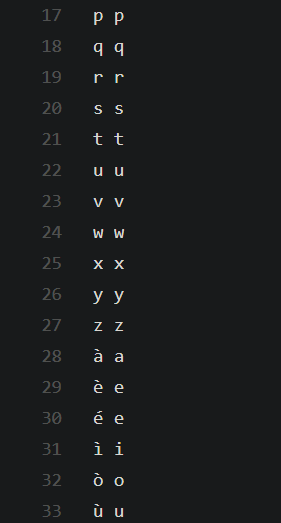 17 p p
18 q q
19 r r
20 s s
21 t t
22 u u
23 v v
24 w w
25 x x
26 y y
27 z z
28 à a
29 è e
30 é e
31 ì i
32 ò o
33 ù u